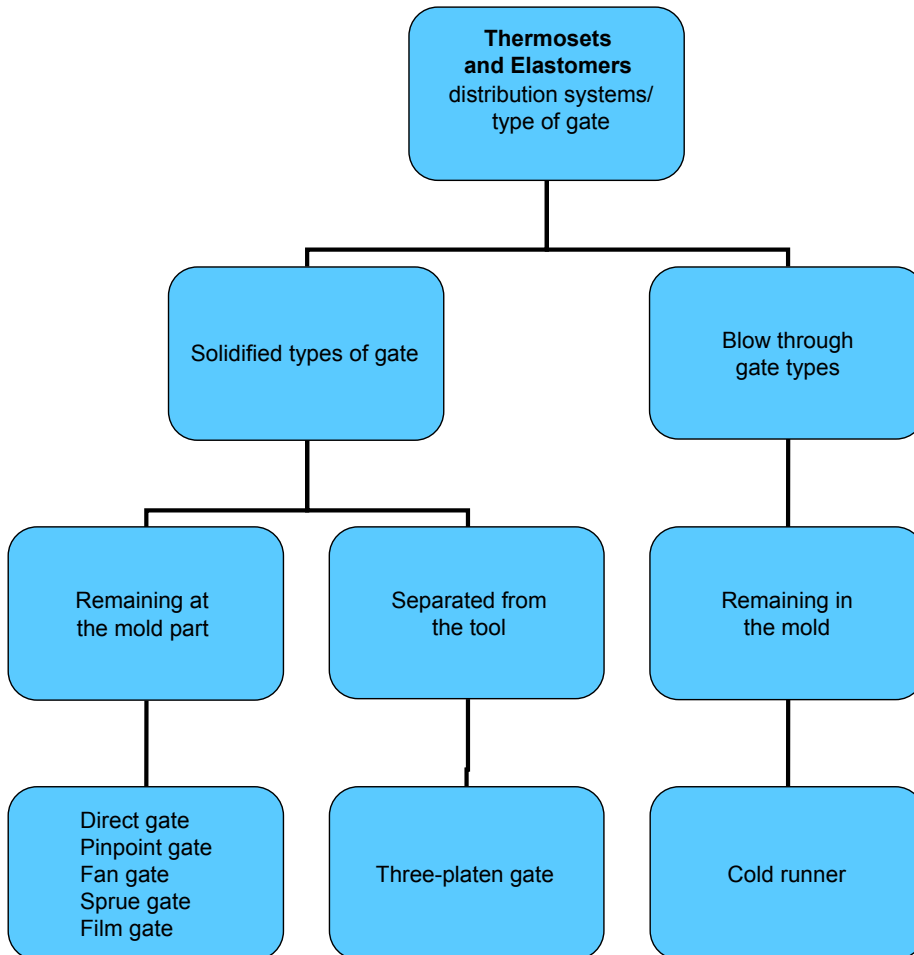 Thermosets
and Elastomers
distribution systems/
type of gate
Solidified types of gate
Blow through
gate types
Remaining at
the mold part
Separated from
the tool
Remaining in
the mold
Direct gate
Pinpoint gate
Fan gate
Sprue gate
Film gate
Three-platen gate
Cold runner